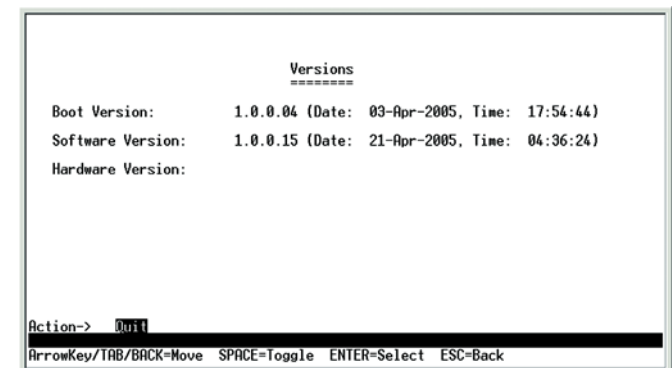 Versions
========
Boot Version: 1.0.0.04 (Date: 03-Apr-2005, Time: 17:54:44)
Software Version: 1.0.0.15 (Date: 21-Apr-2005, Time: 04:36:24)
Hardware Version:
Action-> Quit
ArrowKey/TAB/BACK=Move SPACE=Toggle ENTER=Select ESC=Back